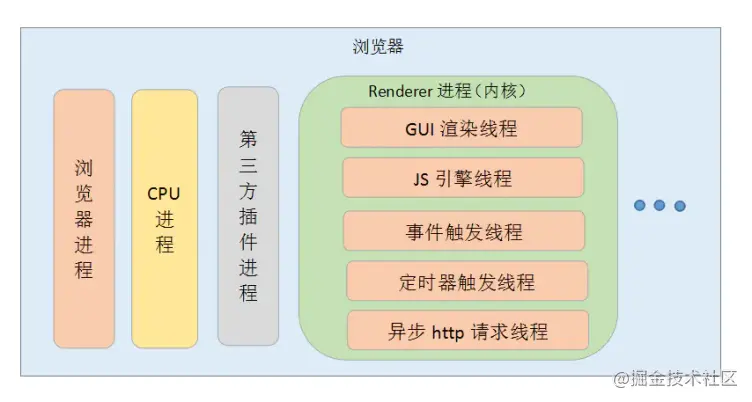 浏览器
浏览器进程
CPU
进程
第三方插件进程
Renderer 进程（内核）
GUI 渲染线程
JS 引擎线程
事件触发线程
定时器触发线程
异步 http 请求线程
@掘金技术社区